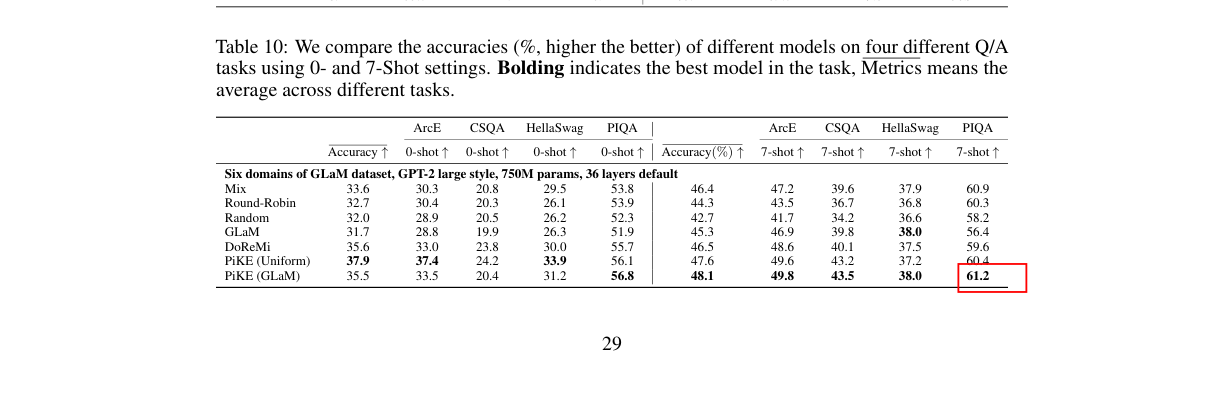 Table 10: We compare the accuracies (%, higher the better) of different models on four different Q/A
tasks using 0- and 7-Shot settings. Bolding indicates the best model in the task, Metrics means the
average across different tasks.
ArcE CSQA HellaSwag PIQA ArcE CSQA HellaSwag PIQA
Accuracy ↑ 0-shot ↑ 0-shot ↑ 0-shot ↑ 0-shot ↑ Accuracy(%) ↑ 7-shot ↑ 7-shot ↑ 7-shot ↑ 7-shot ↑
Six domains of GLaM dataset, GPT-2 large style, 750M params, 36 layers default
Mix 33.6 30.3 20.8 29.5 53.8 46.4 47.2 39.6 37.9 60.9
Round-Robin 32.7 30.4 20.3 26.1 53.9 44.3 43.5 36.7 36.8 60.3
Random 32.0 28.9 20.5 26.2 52.3 42.7 41.7 34.2 36.6 58.2
GLaM 31.7 28.8 19.9 26.3 51.9 45.3 46.9 39.8 38.0 56.4
DoReMi 35.6 33.0 23.8 30.0 55.7 46.5 48.6 40.1 37.5 59.6
PiKE (Uniform) 37.9 37.4 24.2 33.9 56.1 47.6 49.6 43.2 37.2 60.4
PiKE (GLaM) 35.5 33.5 20.4 31.2 56.8 48.1 49.8 43.5 38.0 61.2
29